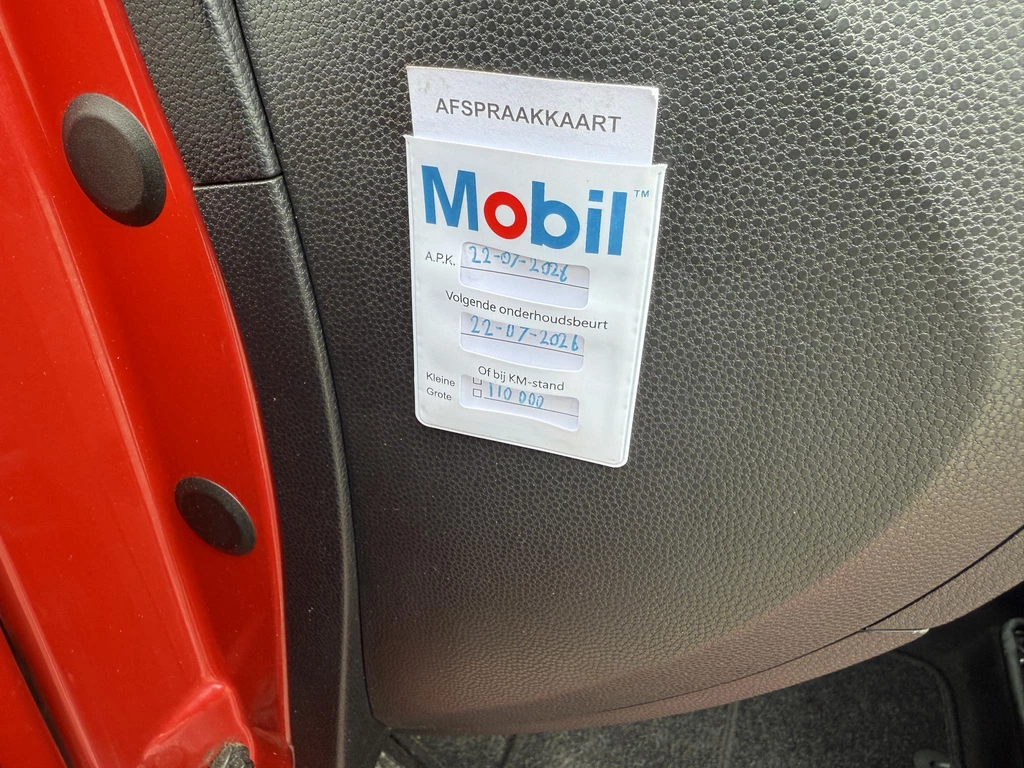 AFSPRAAKKAART
Mobil™
A.P.K. 22-07-2026
Volgende onderhoudsbeurt
22-07-2026
Of bij KM-stand
Kleine
Grote 110 000